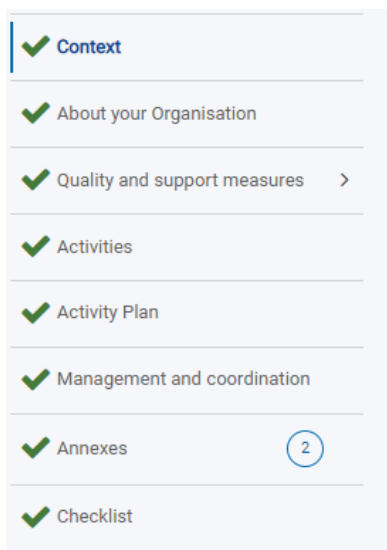 Context
About your Organisation
Quality and support measures
Activities
Activity Plan
Management and coordination
Annexes 2
Checklist